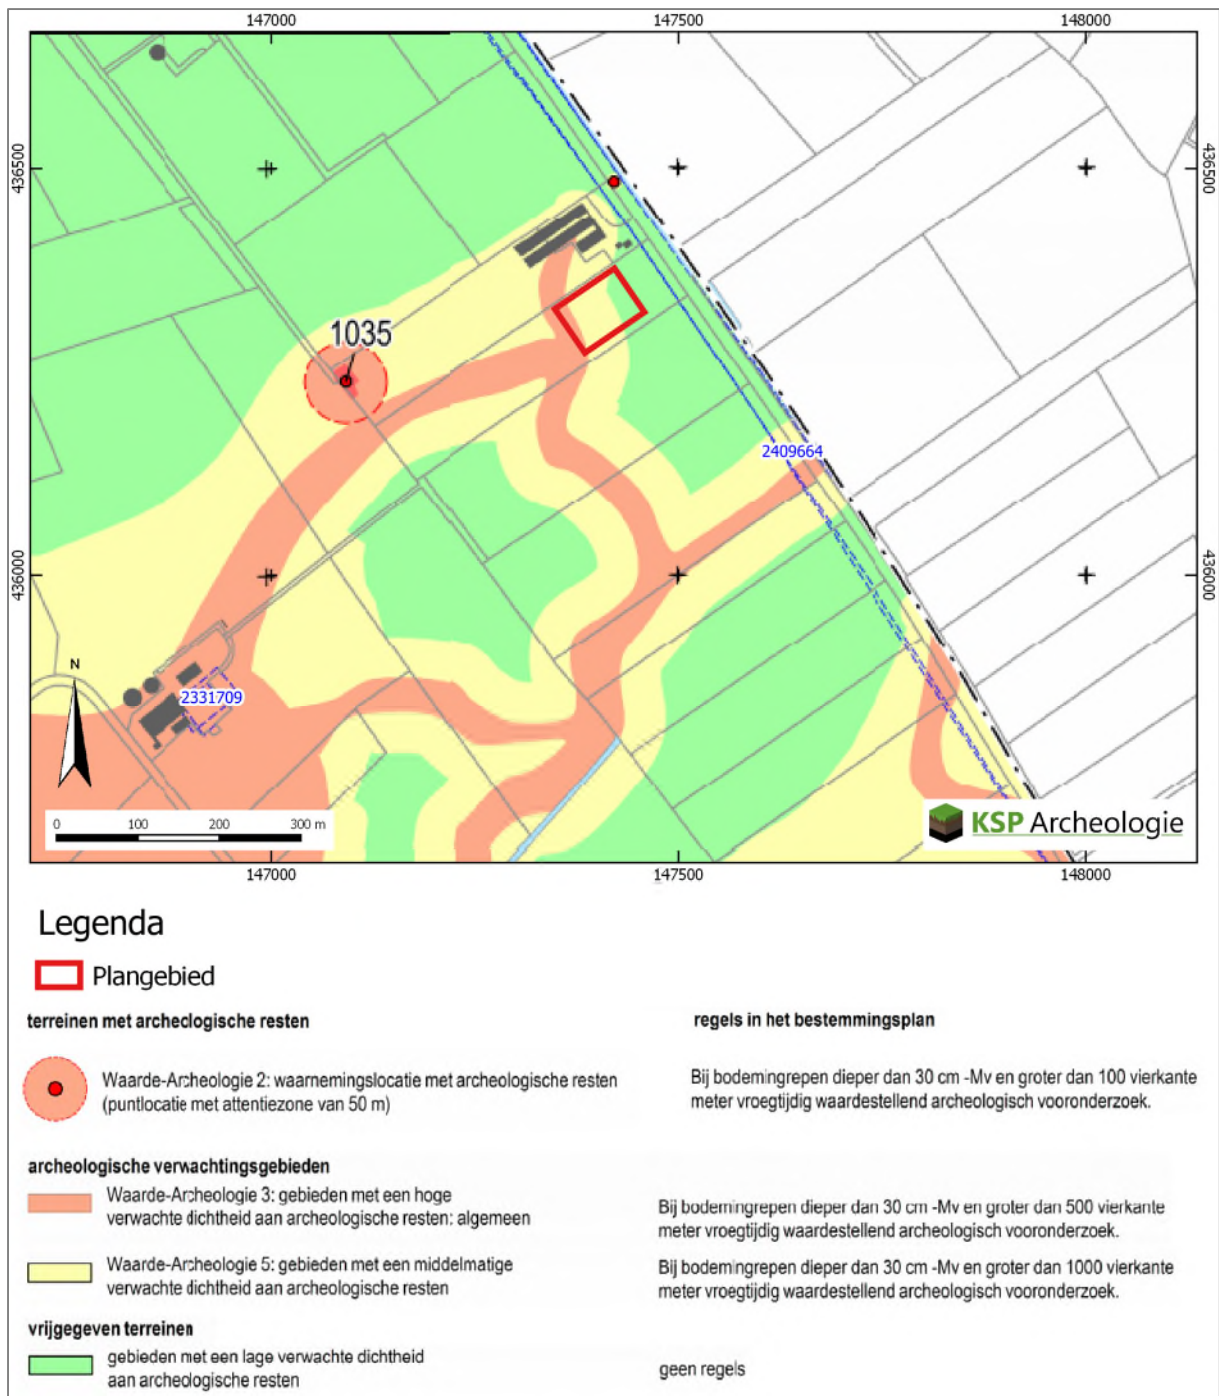 147000 147500 148000
436500 436500
1035
2409664
436000 436000
2331709
N
0 100 200 300 m
KSP Archeologie
147000 147500 148000
Legenda
Plangebied
terreinen met archeologische resten
regels in het bestemmingsplan
Waarde-Archeologie 2: waarnemingslocatie met archeologische resten
(puntlocatie met attentiezone van 50 m)
Bij bodemingrepen dieper dan 30 cm -Mv en groter dan 100 vierkante
meter vroegtijdig waardestellend archeologisch vooronderzoek.
archeologische verwachtingsgebieden
Waarde-Archeologie 3: gebieden met een hoge
verwachte dichtheid aan archeologische resten: algemeen
Bij bodemingrepen dieper dan 30 cm -Mv en groter dan 500 vierkante
meter vroegtijdig waardestellend archeologisch vooronderzoek.
Waarde-Archeologie 5: gebieden met een middelmatige
verwachte dichtheid aan archeologische resten
Bij bodemingrepen dieper dan 30 cm -Mv en groter dan 1000 vierkante
meter vroegtijdig waardestellend archeologisch vooronderzoek.
vrijgegeven terreinen
gebieden met een lage verwachte dichtheid
aan archeologische resten
geen regels